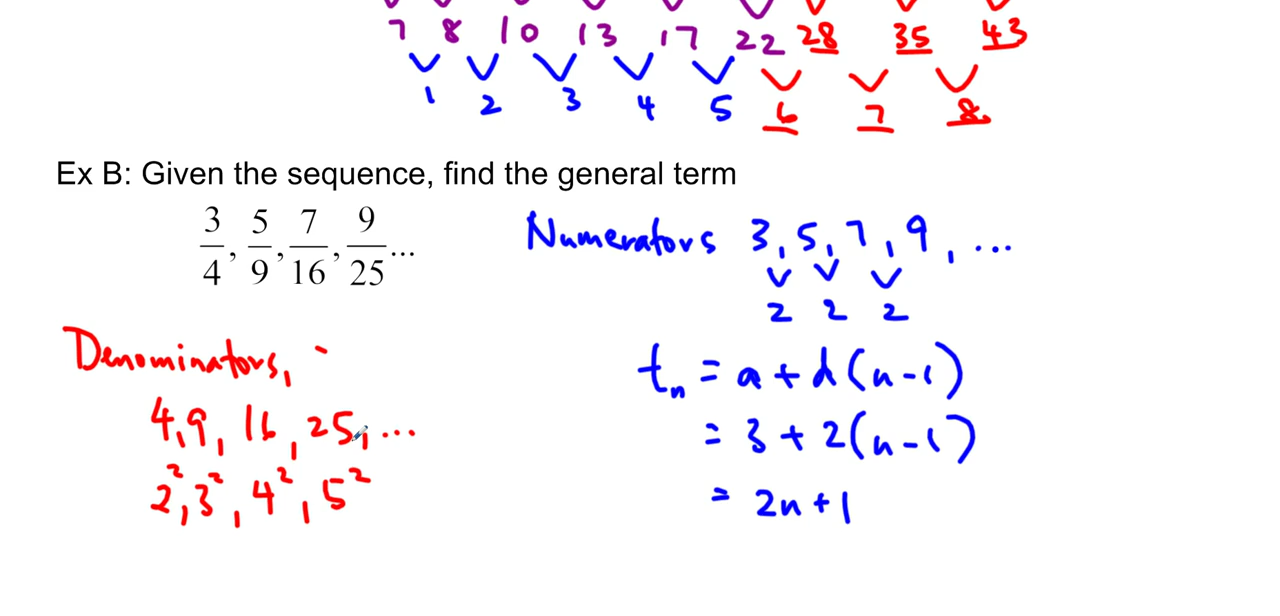 7 8 10 13 17 22 28 35 43
1 2 3 4 5 6 7 8
Ex B: Given the sequence, find the general term
3/4, 5/9, 7/16, 9/25 ...
Numerators 3, 5, 7, 9, ...
2 2 2
Denominators,
4, 9, 16, 25, ...
2², 3², 4², 5²
tₙ = a + d(n-1)
= 3 + 2(n-1)
= 2n + 1